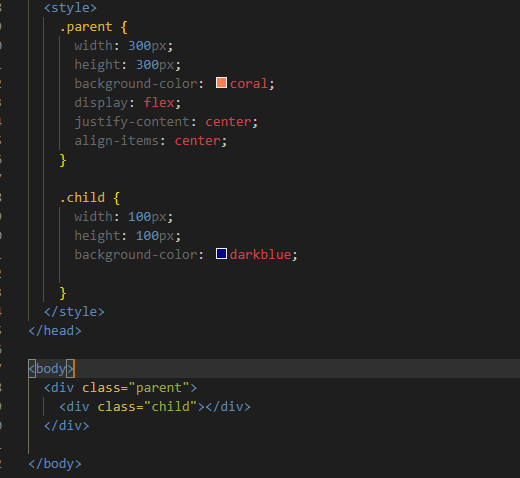 <style>
.parent {
width: 300px;
height: 300px;
background-color: coral;
display: flex;
justify-content: center;
align-items: center;
}
.child {
width: 100px;
height: 100px;
background-color: darkblue;
}
</style>
</head>
<body>
<div class="parent">
<div class="child"></div>
</div>
</body>